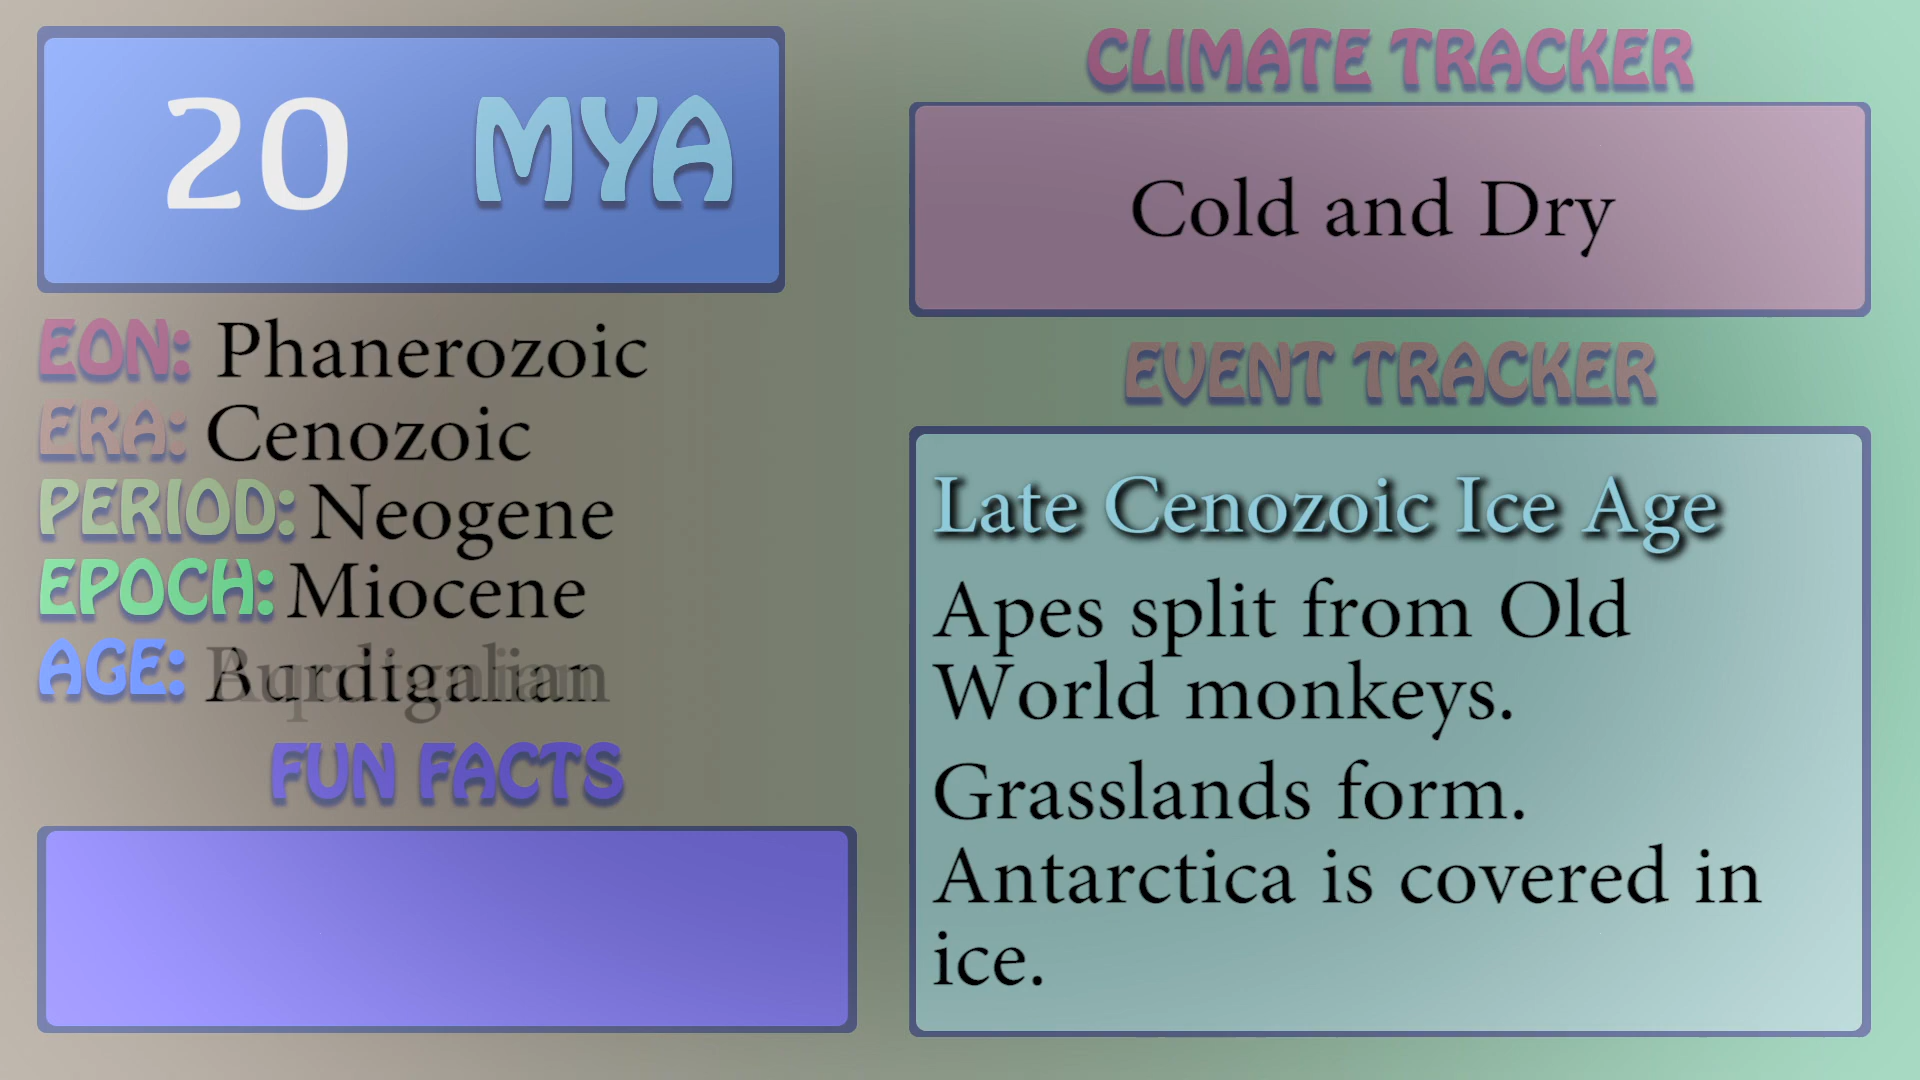 20 MYA
EON: Phanerozoic
ERA: Cenozoic
PERIOD: Neogene
EPOCH: Miocene
AGE: Burdigalian
FUN FACTS
CLIMATE TRACKER
Cold and Dry
EVENT TRACKER
Late Cenozoic Ice Age
Apes split from Old
World monkeys.
Grasslands form.
Antarctica is covered in
ice.